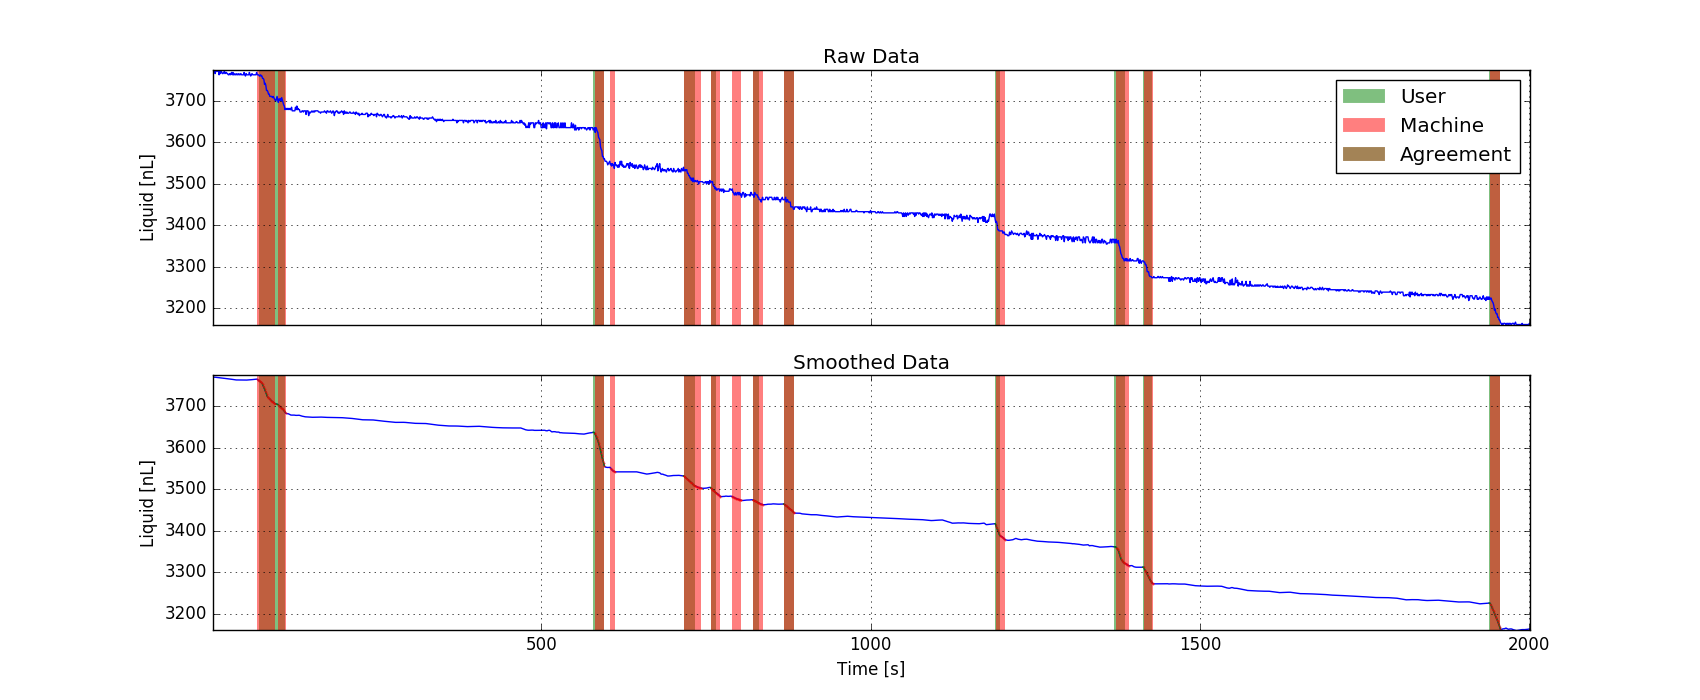 Raw Data
Liquid [nL]
3700
3600
3500
3400
3300
3200
User
Machine
Agreement
Smoothed Data
Liquid [nL]
3700
3600
3500
3400
3300
3200
500
1000
1500
2000
Time [s]